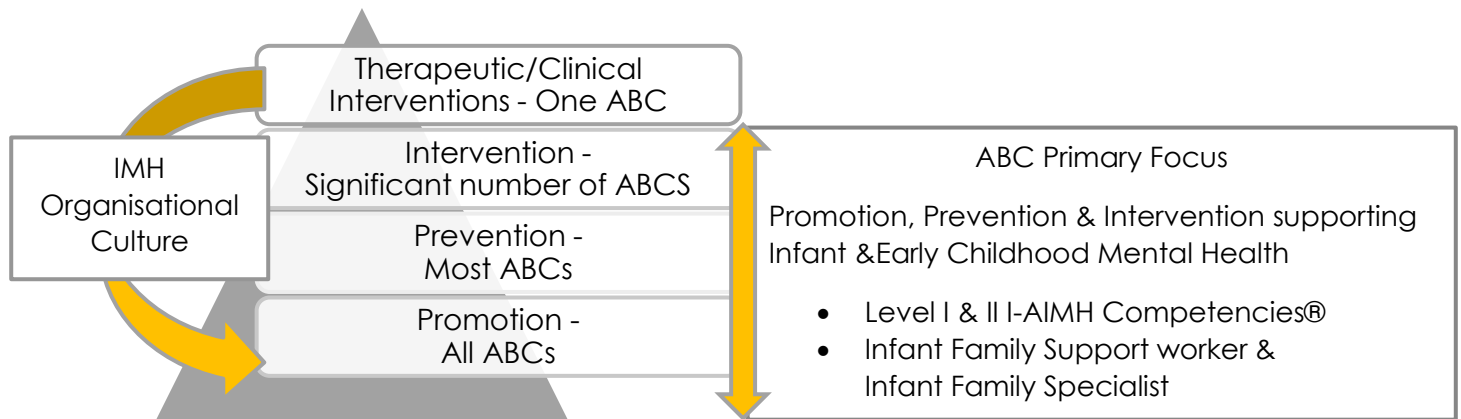 Therapeutic/Clinical
Interventions - One ABC
IMH
Organisational
Culture
Intervention -
Significant number of ABCS
Prevention -
Most ABCs
Promotion -
All ABCs
ABC Primary Focus
Promotion, Prevention & Intervention supporting
Infant &Early Childhood Mental Health
• Level I & II I-AIMH Competencies®
• Infant Family Support worker &
Infant Family Specialist